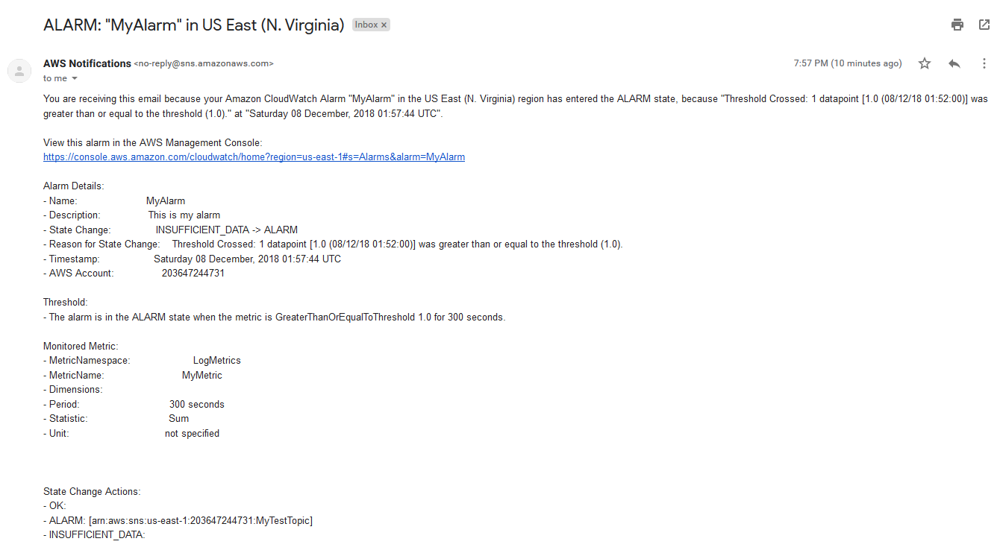 ALARM: "MyAlarm" in US East (N. Virginia) Inbox ×
AWS Notifications <no-reply@sns.amazonaws.com> 7:57 PM (10 minutes ago)
to me
You are receiving this email because your Amazon CloudWatch Alarm "MyAlarm" in the US East (N. Virginia) region has entered the ALARM state, because "Threshold Crossed: 1 datapoint [1.0 (08/12/18 01:52:00)] was
greater than or equal to the threshold (1.0)." at "Saturday 08 December, 2018 01:57:44 UTC".
View this alarm in the AWS Management Console:
https://console.aws.amazon.com/cloudwatch/home?region=us-east-1#s=Alarms&alarm=MyAlarm
Alarm Details:
- Name: MyAlarm
- Description: This is my alarm
- State Change: INSUFFICIENT_DATA -> ALARM
- Reason for State Change: Threshold Crossed: 1 datapoint [1.0 (08/12/18 01:52:00)] was greater than or equal to the threshold (1.0).
- Timestamp: Saturday 08 December, 2018 01:57:44 UTC
- AWS Account: 203647244731
Threshold:
- The alarm is in the ALARM state when the metric is GreaterThanOrEqualToThreshold 1.0 for 300 seconds.
Monitored Metric:
- MetricNamespace: LogMetrics
- MetricName: MyMetric
- Dimensions:
- Period: 300 seconds
- Statistic: Sum
- Unit: not specified
State Change Actions:
- OK:
- ALARM: [arn:aws:sns:us-east-1:203647244731:MyTestTopic]
- INSUFFICIENT_DATA: